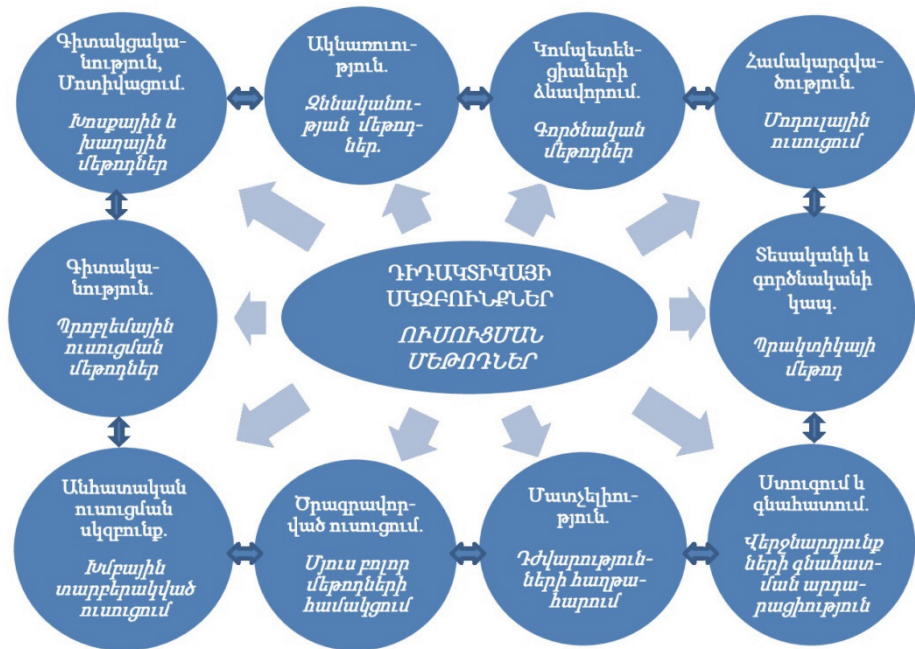 Գիտակցակա-
նություն,
Մոտիվացում.
Խոսքային և
խաղային
մեթոդներ
Ակնառու-
թյուն.
Զննականու-
թյան մեթոդ-
ներ.
Կոմպետեն-
ցիաների
ձևավորում.
Գործնական
մեթոդներ
Համակարգվա-
ծություն.
Մոդուլային
ուսուցում
Գիտակա-
նություն.
Պրոբլեմային
ուսուցման
մեթոդներ
ԴԻԴԱԿՏԻԿԱՅԻ
ՍԿԶԲՈՒՆՔՆԵՐ
ՈՒՍՈՒՑՄԱՆ
ՄԵԹՈԴՆԵՐ
Տեսականի և
գործնականի
կապ.
Պրակտիկայի
մեթոդ
Անհատական
ուսուցման
սկզբունք.
Խմբային
տարբերակված
ուսուցում
Ծրագրավոր-
ված ուսուցում.
Մյուս բոլոր
մեթոդների
համակցում
Մատչելիու-
թյուն.
Դժվարություն-
ների հաղթա-
հարում
Ստուգում և
գնահատում.
Վերջնարդյունք
ների գնահատ-
ման արդա-
րացիություն